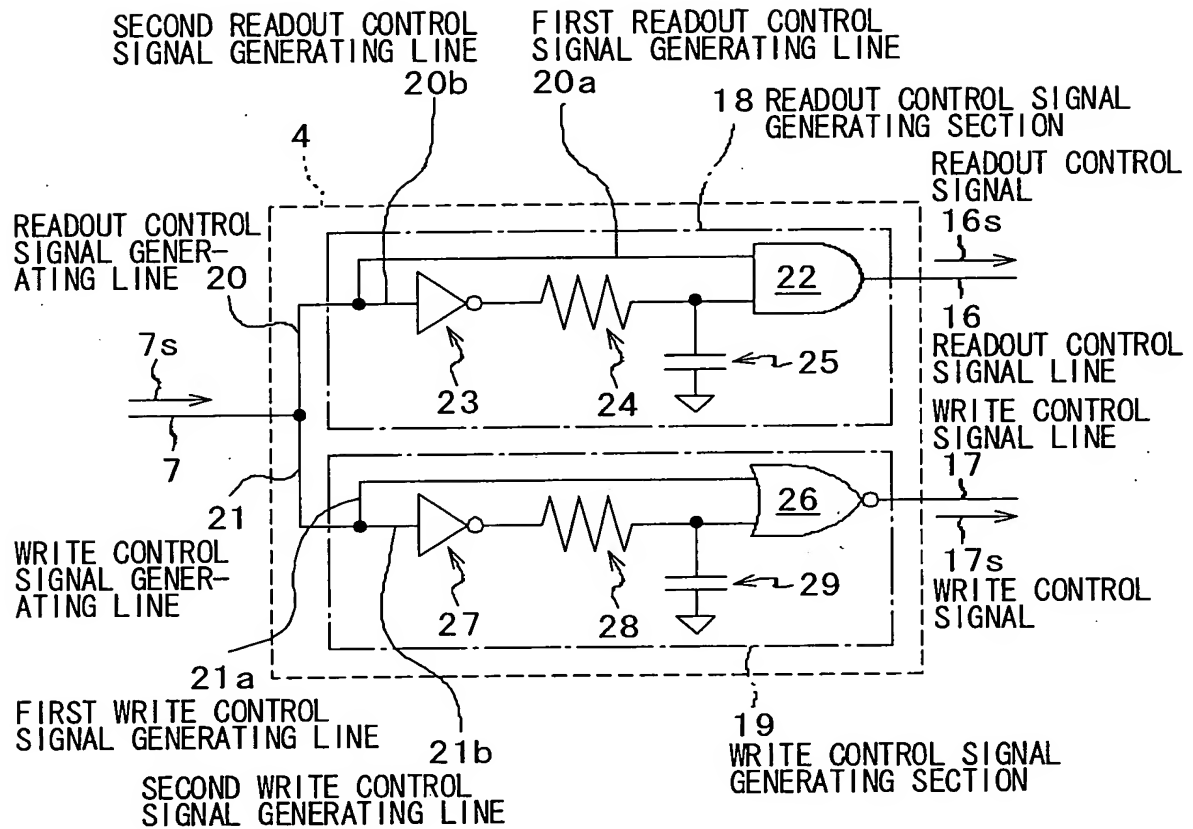 SECOND READOUT CONTROL
SIGNAL GENERATING LINE
20b
FIRST READOUT CONTROL
SIGNAL GENERATING LINE
20a
18 READOUT CONTROL SIGNAL
GENERATING SECTION
4
READOUT CONTROL
SIGNAL
16s
READOUT CONTROL
SIGNAL GENER-
ATING LINE 20
22
16
READOUT CONTROL
SIGNAL LINE
7s
23
24
25
7
WRITE CONTROL
SIGNAL LINE
17
21
26
17s
WRITE CONTROL
SIGNAL
WRITE CONTROL
SIGNAL GENER-
ATING LINE
27
28
29
21a
FIRST WRITE CONTROL
SIGNAL GENERATING LINE
21b
SECOND WRITE CONTROL
SIGNAL GENERATING LINE
19
WRITE CONTROL SIGNAL
GENERATING SECTION